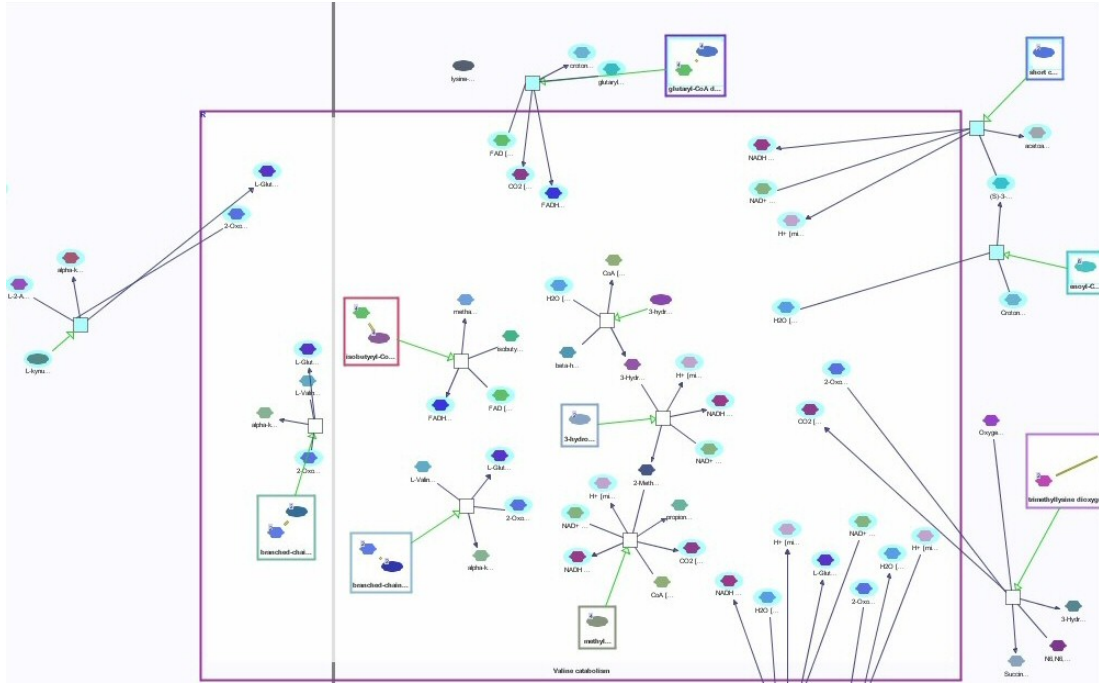 croton...
lysine-...
glutaryl...
glutaryl-CoA d...
short c...
FAD [...
CO2 [...
FADH...
NADH ...
acetoa...
L-Glut...
NAD+ ...
(S)-3-...
2-Oxo...
H+ [mi...
alpha-k...
L-2-A...
CoA [...
enoyl-C...
H2O [...
3-hydr...
H2O [...
Croton...
metha...
isobuty...
L-kynu...
isobutyryl-Co...
L-Glut...
beta-h...
3-Hydr...
H+ [mi...
2-Oxo...
L-Valin...
FADH...
FAD [...
NADH ...
CO2 [...
alpha-k...
3-hydro...
Oxyge...
NAD+ ...
2-Oxo...
L-Valin...
L-Glut...
2-Meth...
H+ [mi...
trimethyllysine dioxyg
2-Oxo...
NAD+ ...
propion...
branched-chai...
alpha-k...
NADH ...
CO2 [...
H+ [mi...
NAD+ ...
H+ [mi...
L-Glut...
H2O [...
branched-chain...
CoA [...
NADH ...
H2O [...
2-Oxo...
3-Hydr...
methyl...
N6,N6,...
Valine catabolism
Succin...